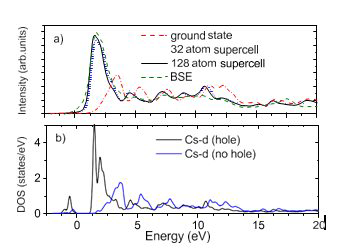 a)
ground state
32 atom supercell
128 atom supercell
BSE
Intensity (arb.units)
b)
Cs-d (hole)
Cs-d (no hole)
DOS (states/eV)
4
2
0
0 5 10 15 20
Energy (eV)